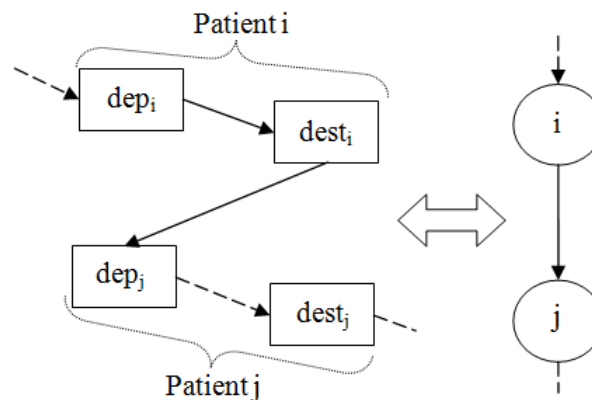 Patient i
dep_i
dest_i
i
dep_j
dest_j
j
Patient j